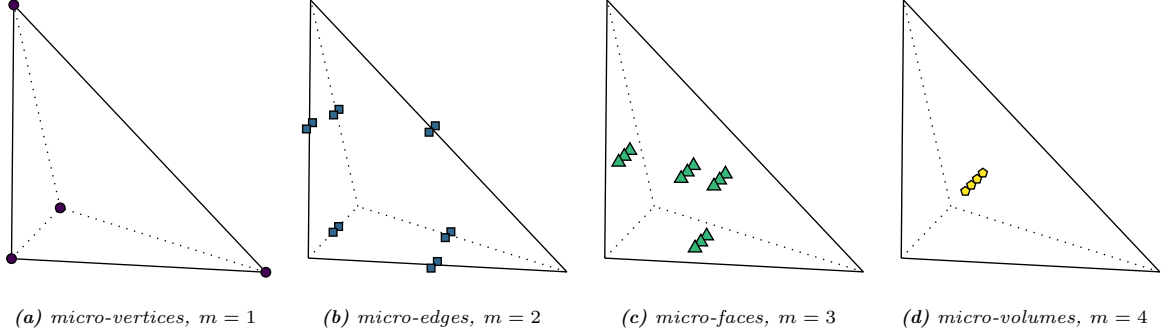 (a) micro-vertices, m = 1 (b) micro-edges, m = 2 (c) micro-faces, m = 3 (d) micro-volumes, m = 4